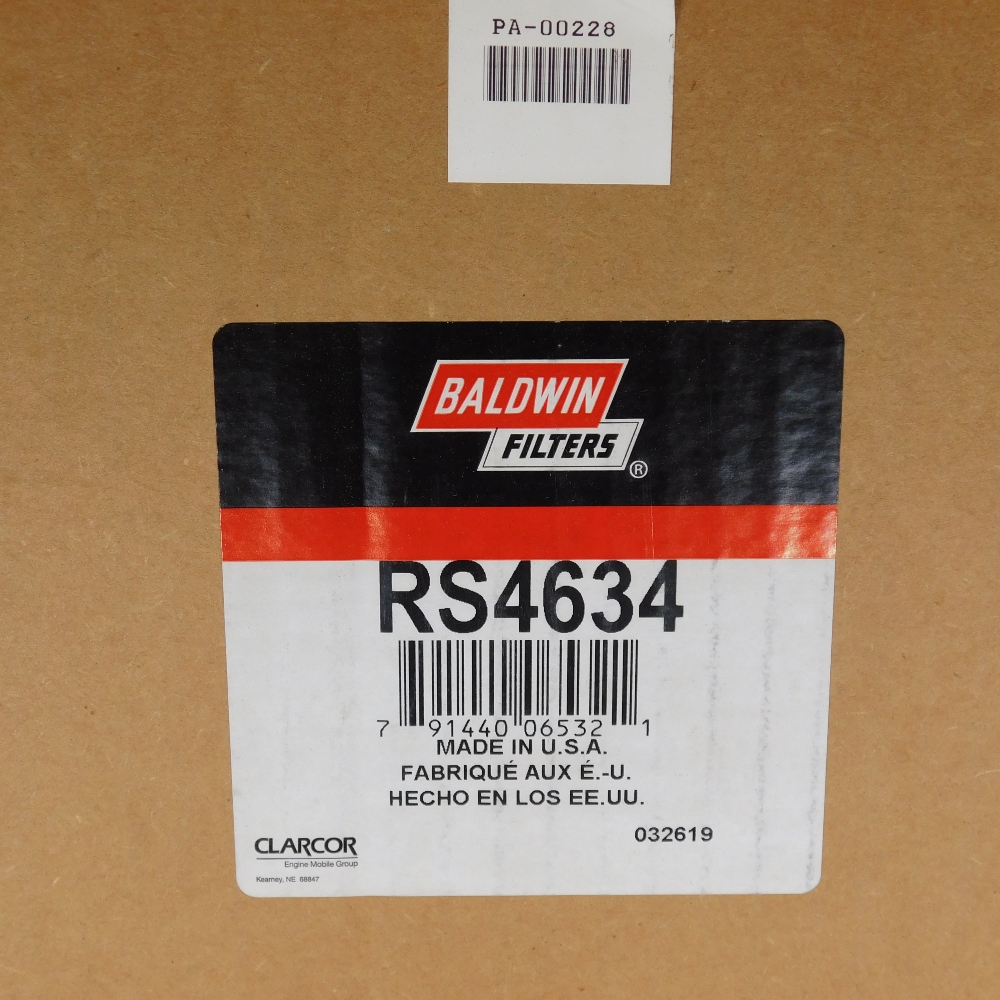 PA-00228
BALDWIN
FILTERS
®
RS4634
7 91440 06532 1
MADE IN U.S.A.
FABRIQUÉ AUX É.-U.
HECHO EN LOS EE.UU.
032619
CLARCOR
Engine Mobile Group
Kearney, NE 68847